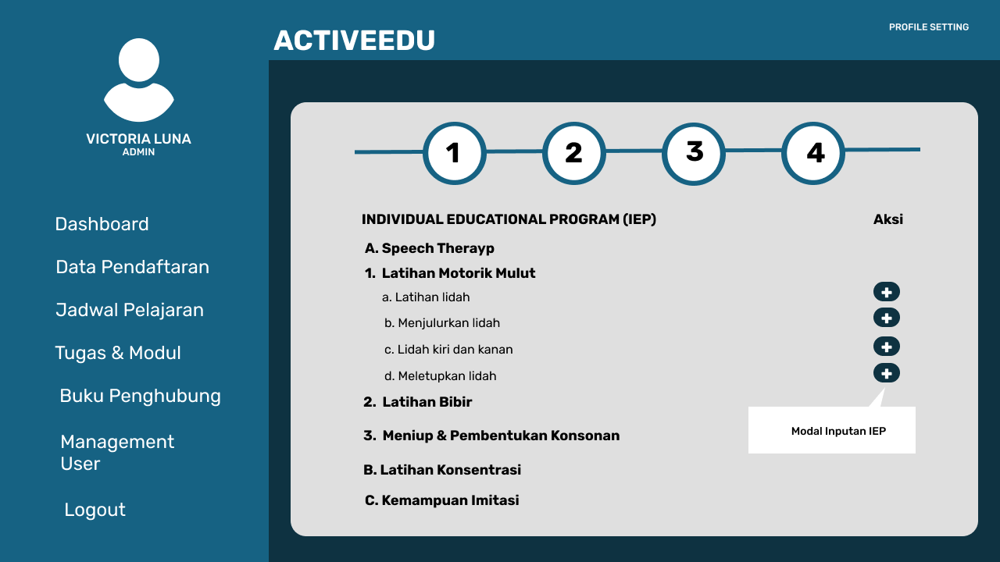 ACTIVEEDU
PROFILE SETTING
VICTORIA LUNA
ADMIN
Dashboard
Data Pendaftaran
Jadwal Pelajaran
Tugas & Modul
Buku Penghubung
Management
User
Logout
1 2 3 4
INDIVIDUAL EDUCATIONAL PROGRAM (IEP) Aksi
A. Speech Therayp
1. Latihan Motorik Mulut
a. Latihan lidah
b. Menjulurkan lidah
c. Lidah kiri dan kanan
d. Meletupkan lidah
2. Latihan Bibir
Modal Inputan IEP
3. Meniup & Pembentukan Konsonan
B. Latihan Konsentrasi
C. Kemampuan Imitasi